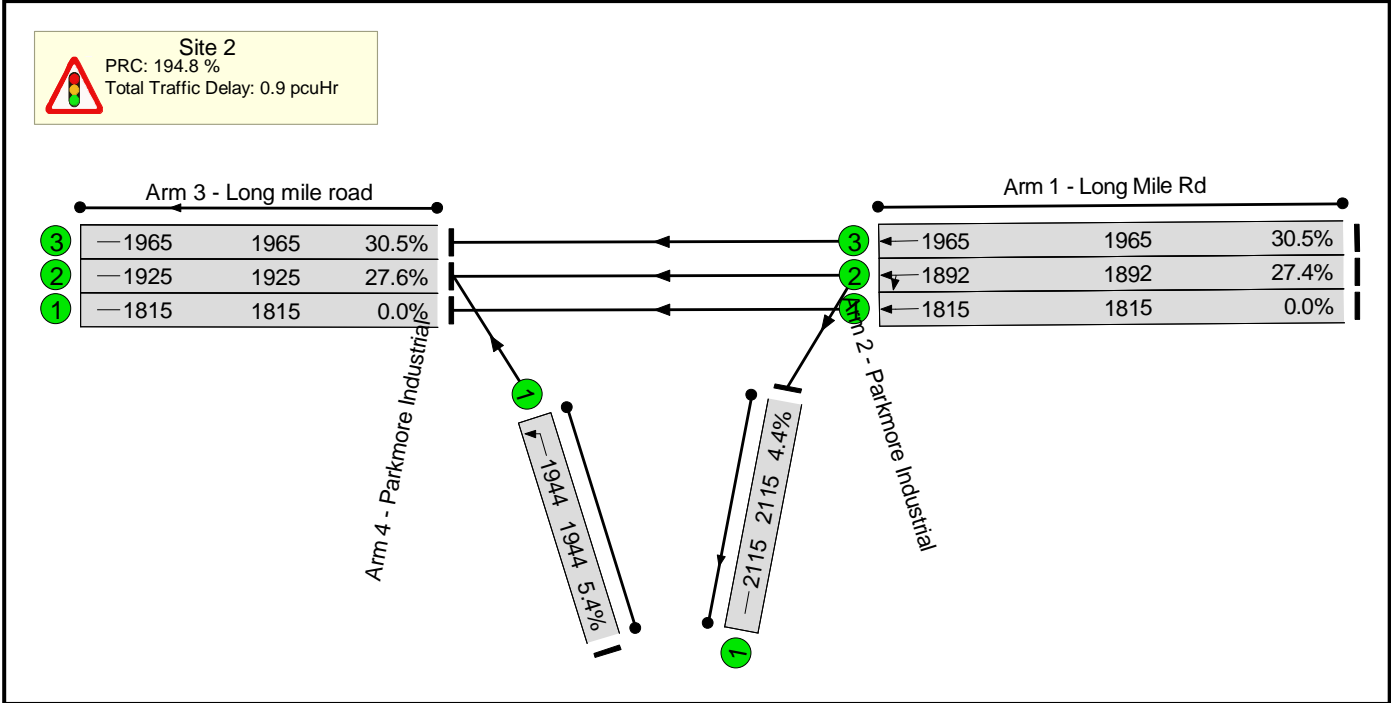 Site 2
PRC: 194.8 %
Total Traffic Delay: 0.9 pcuHr
Arm 3 - Long mile road
3 1965 1965 30.5%
2 1925 1925 27.6%
1 1815 1815 0.0%
Arm 1 - Long Mile Rd
3 1965 1965 30.5%
2 1892 1892 27.4%
1 1815 1815 0.0%
Arm 4 - Parkmore Industrial
1
1944 1944 5.4%
Arm 2 - Parkmore Industrial
2115 2115 4.4%
1